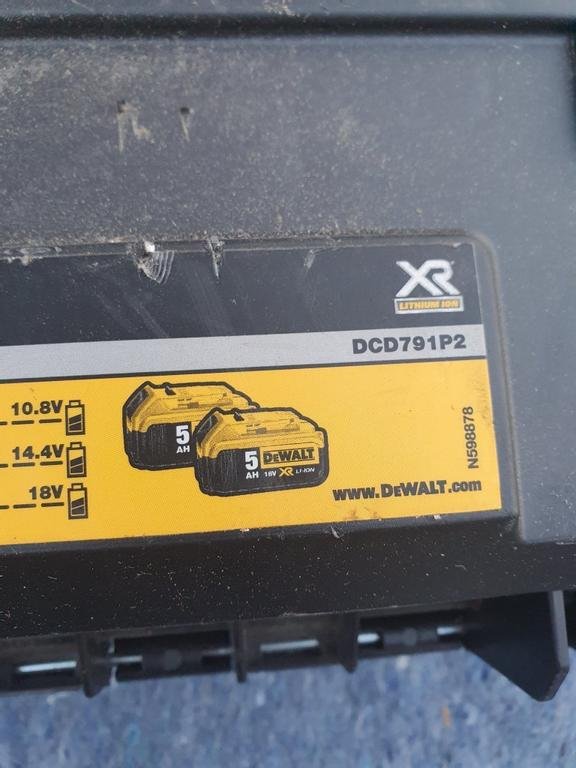 XR
LITHIUM ION
DCD791P2
10.8V
14.4V
18V
5
AH
5
AH
DEWALT
18V XR LI-ION
N598878
www.DEWALT.com